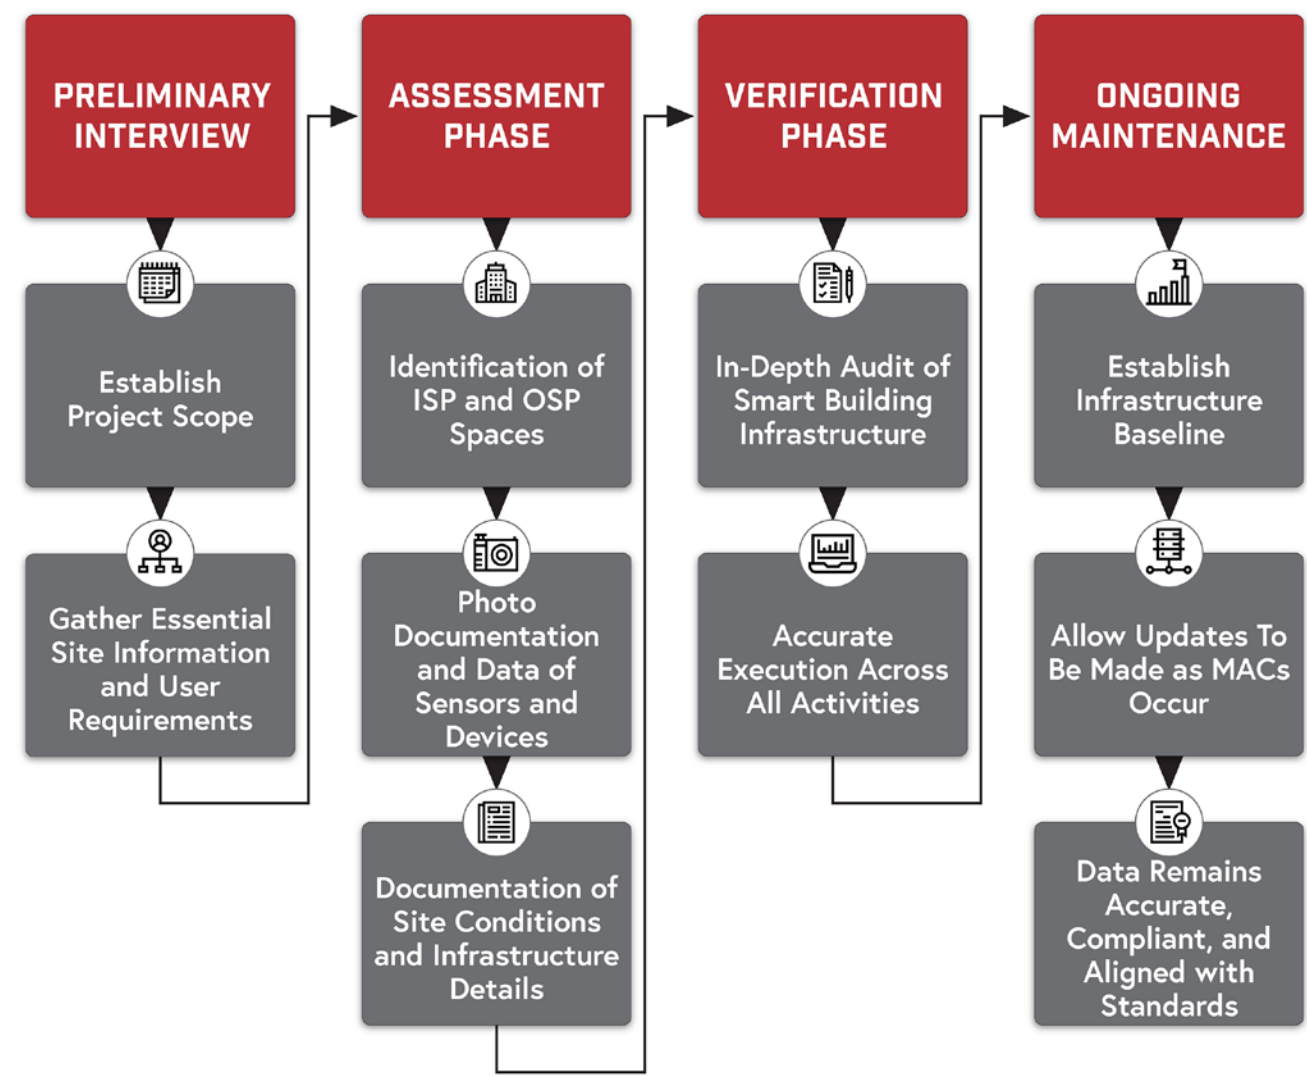 PRELIMINARY
INTERVIEW
Establish
Project Scope
Gather Essential
Site Information
and User
Requirements
ASSESSMENT
PHASE
Identification of
ISP and OSP
Spaces
Photo
Documentation
and Data of
Sensors and
Devices
Documentation of
Site Conditions
and Infrastructure
Details
VERIFICATION
PHASE
In-Depth Audit of
Smart Building
Infrastructure
Accurate
Execution Across
All Activities
ONGOING
MAINTENANCE
Establish
Infrastructure
Baseline
Allow Updates To
Be Made as MACs
Occur
Data Remains
Accurate,
Compliant, and
Aligned with
Standards